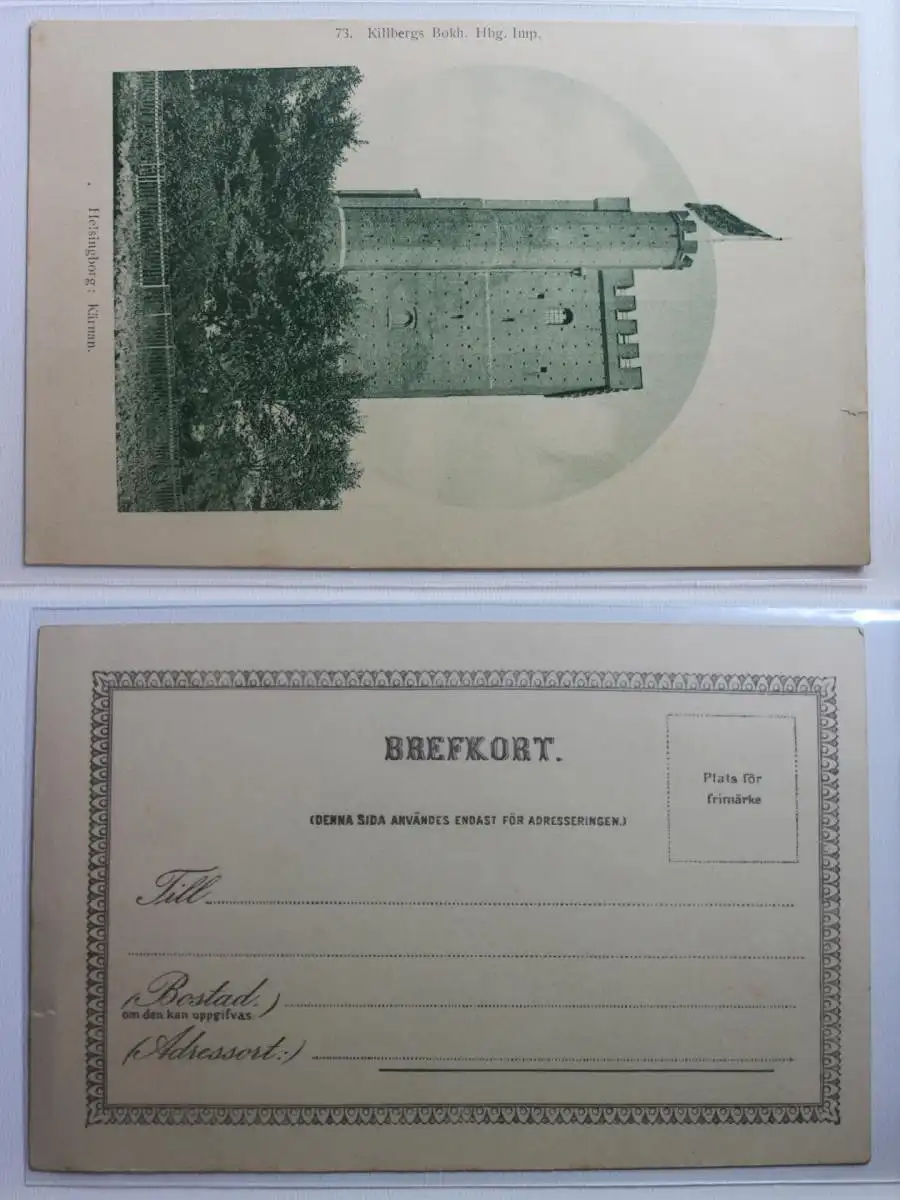 73. Killbergs Bokh. Hbg. Imp.
Helsingborg: Kärnan.
BREFKORT.
(DENNA SIDA ANVÄNDES ENDAST FÖR ADRESSERINGEN.)
Plats för
frimärke
Till
(Bostad.)
om den kan uppgifvas.
(Adressort:)